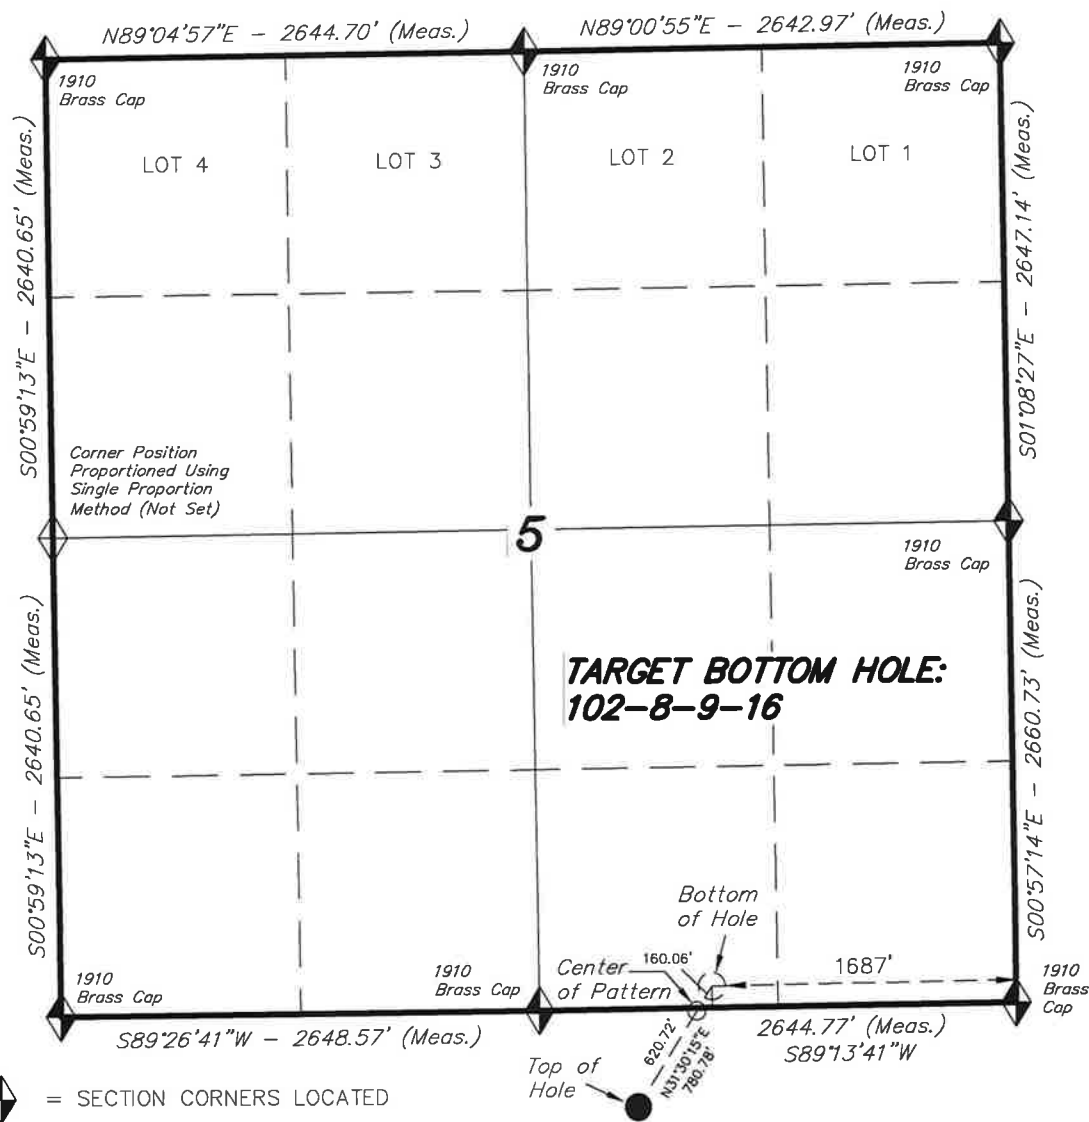 N89°04'57"E – 2644.70' (Meas.)
N89°00'55"E – 2642.97' (Meas.)
1910
Brass Cap
1910
Brass Cap
1910
Brass Cap
LOT 4
LOT 3
LOT 2
LOT 1
S00°59'13"E – 2640.65' (Meas.)
S01°08'27"E – 2647.14' (Meas.)
Corner Position
Proportioned Using
Single Proportion
Method (Not Set)
5
1910
Brass Cap
TARGET BOTTOM HOLE:
102–8–9–16
S00°59'13"E – 2640.65' (Meas.)
S00°57'14"E – 2660.73' (Meas.)
Bottom
of Hole
160.06'
1687'
Center
of Pattern
1910
Brass Cap
1910
Brass Cap
1910
Brass
Cap
S89°26'41"W – 2648.57' (Meas.)
620.72'
N31°30'15"E
780.78'
2644.77' (Meas.)
S89°13'41"W
Top of
Hole
= SECTION CORNERS LOCATED